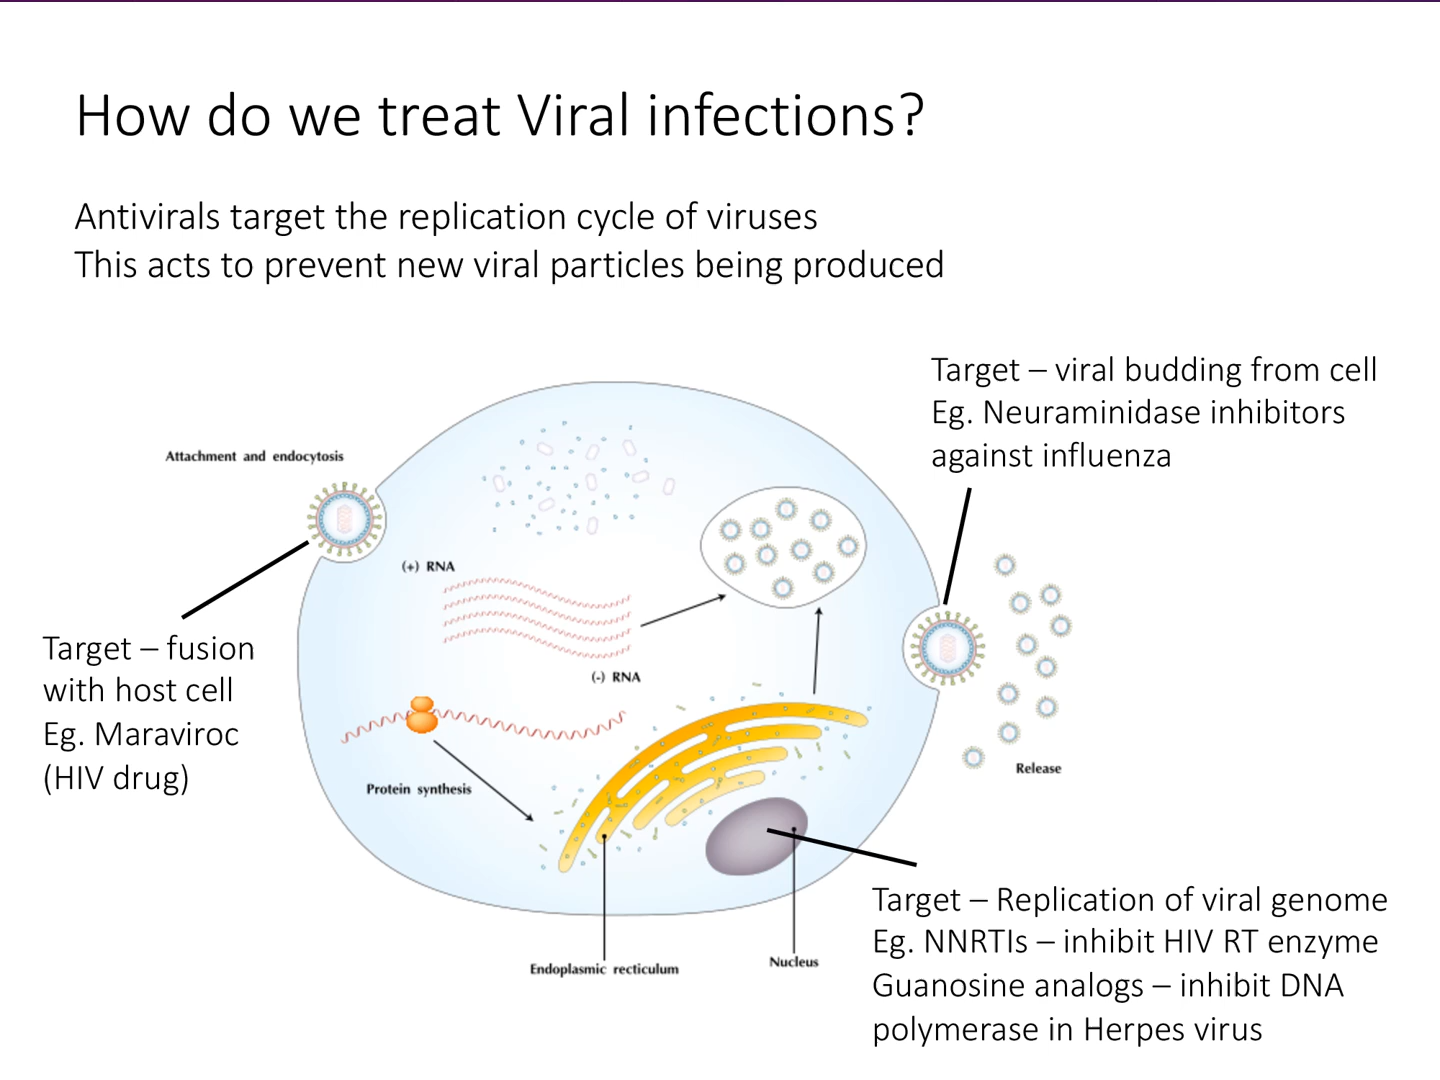 How do we treat Viral infections?
Antivirals target the replication cycle of viruses
This acts to prevent new viral particles being produced
Target – viral budding from cell
Eg. Neuraminidase inhibitors
against influenza
Attachment and endocytosis
(+) RNA
Target – fusion
with host cell
Eg. Maraviroc
(HIV drug)
(-) RNA
Protein synthesis
Release
Target – Replication of viral genome
Eg. NNRTIs – inhibit HIV RT enzyme
Guanosine analogs – inhibit DNA
polymerase in Herpes virus
Endoplasmic recticulum
Nucleus